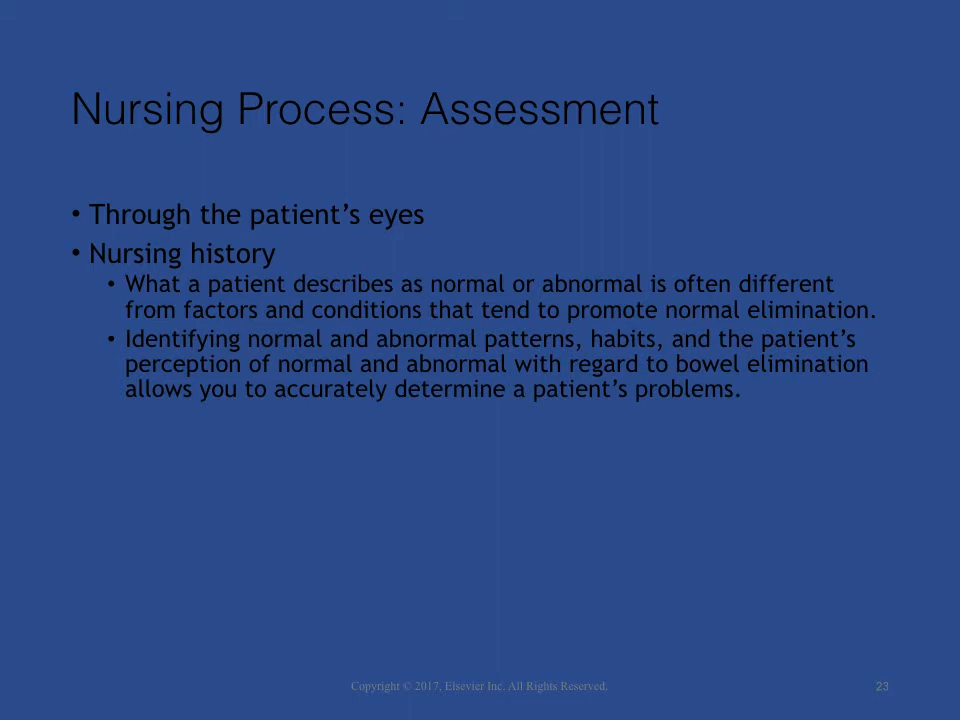 Nursing Process: Assessment
• Through the patient’s eyes
• Nursing history
• What a patient describes as normal or abnormal is often different
from factors and conditions that tend to promote normal elimination.
• Identifying normal and abnormal patterns, habits, and the patient’s
perception of normal and abnormal with regard to bowel elimination
allows you to accurately determine a patient’s problems.
Copyright © 2017, Elsevier Inc. All Rights Reserved.
23